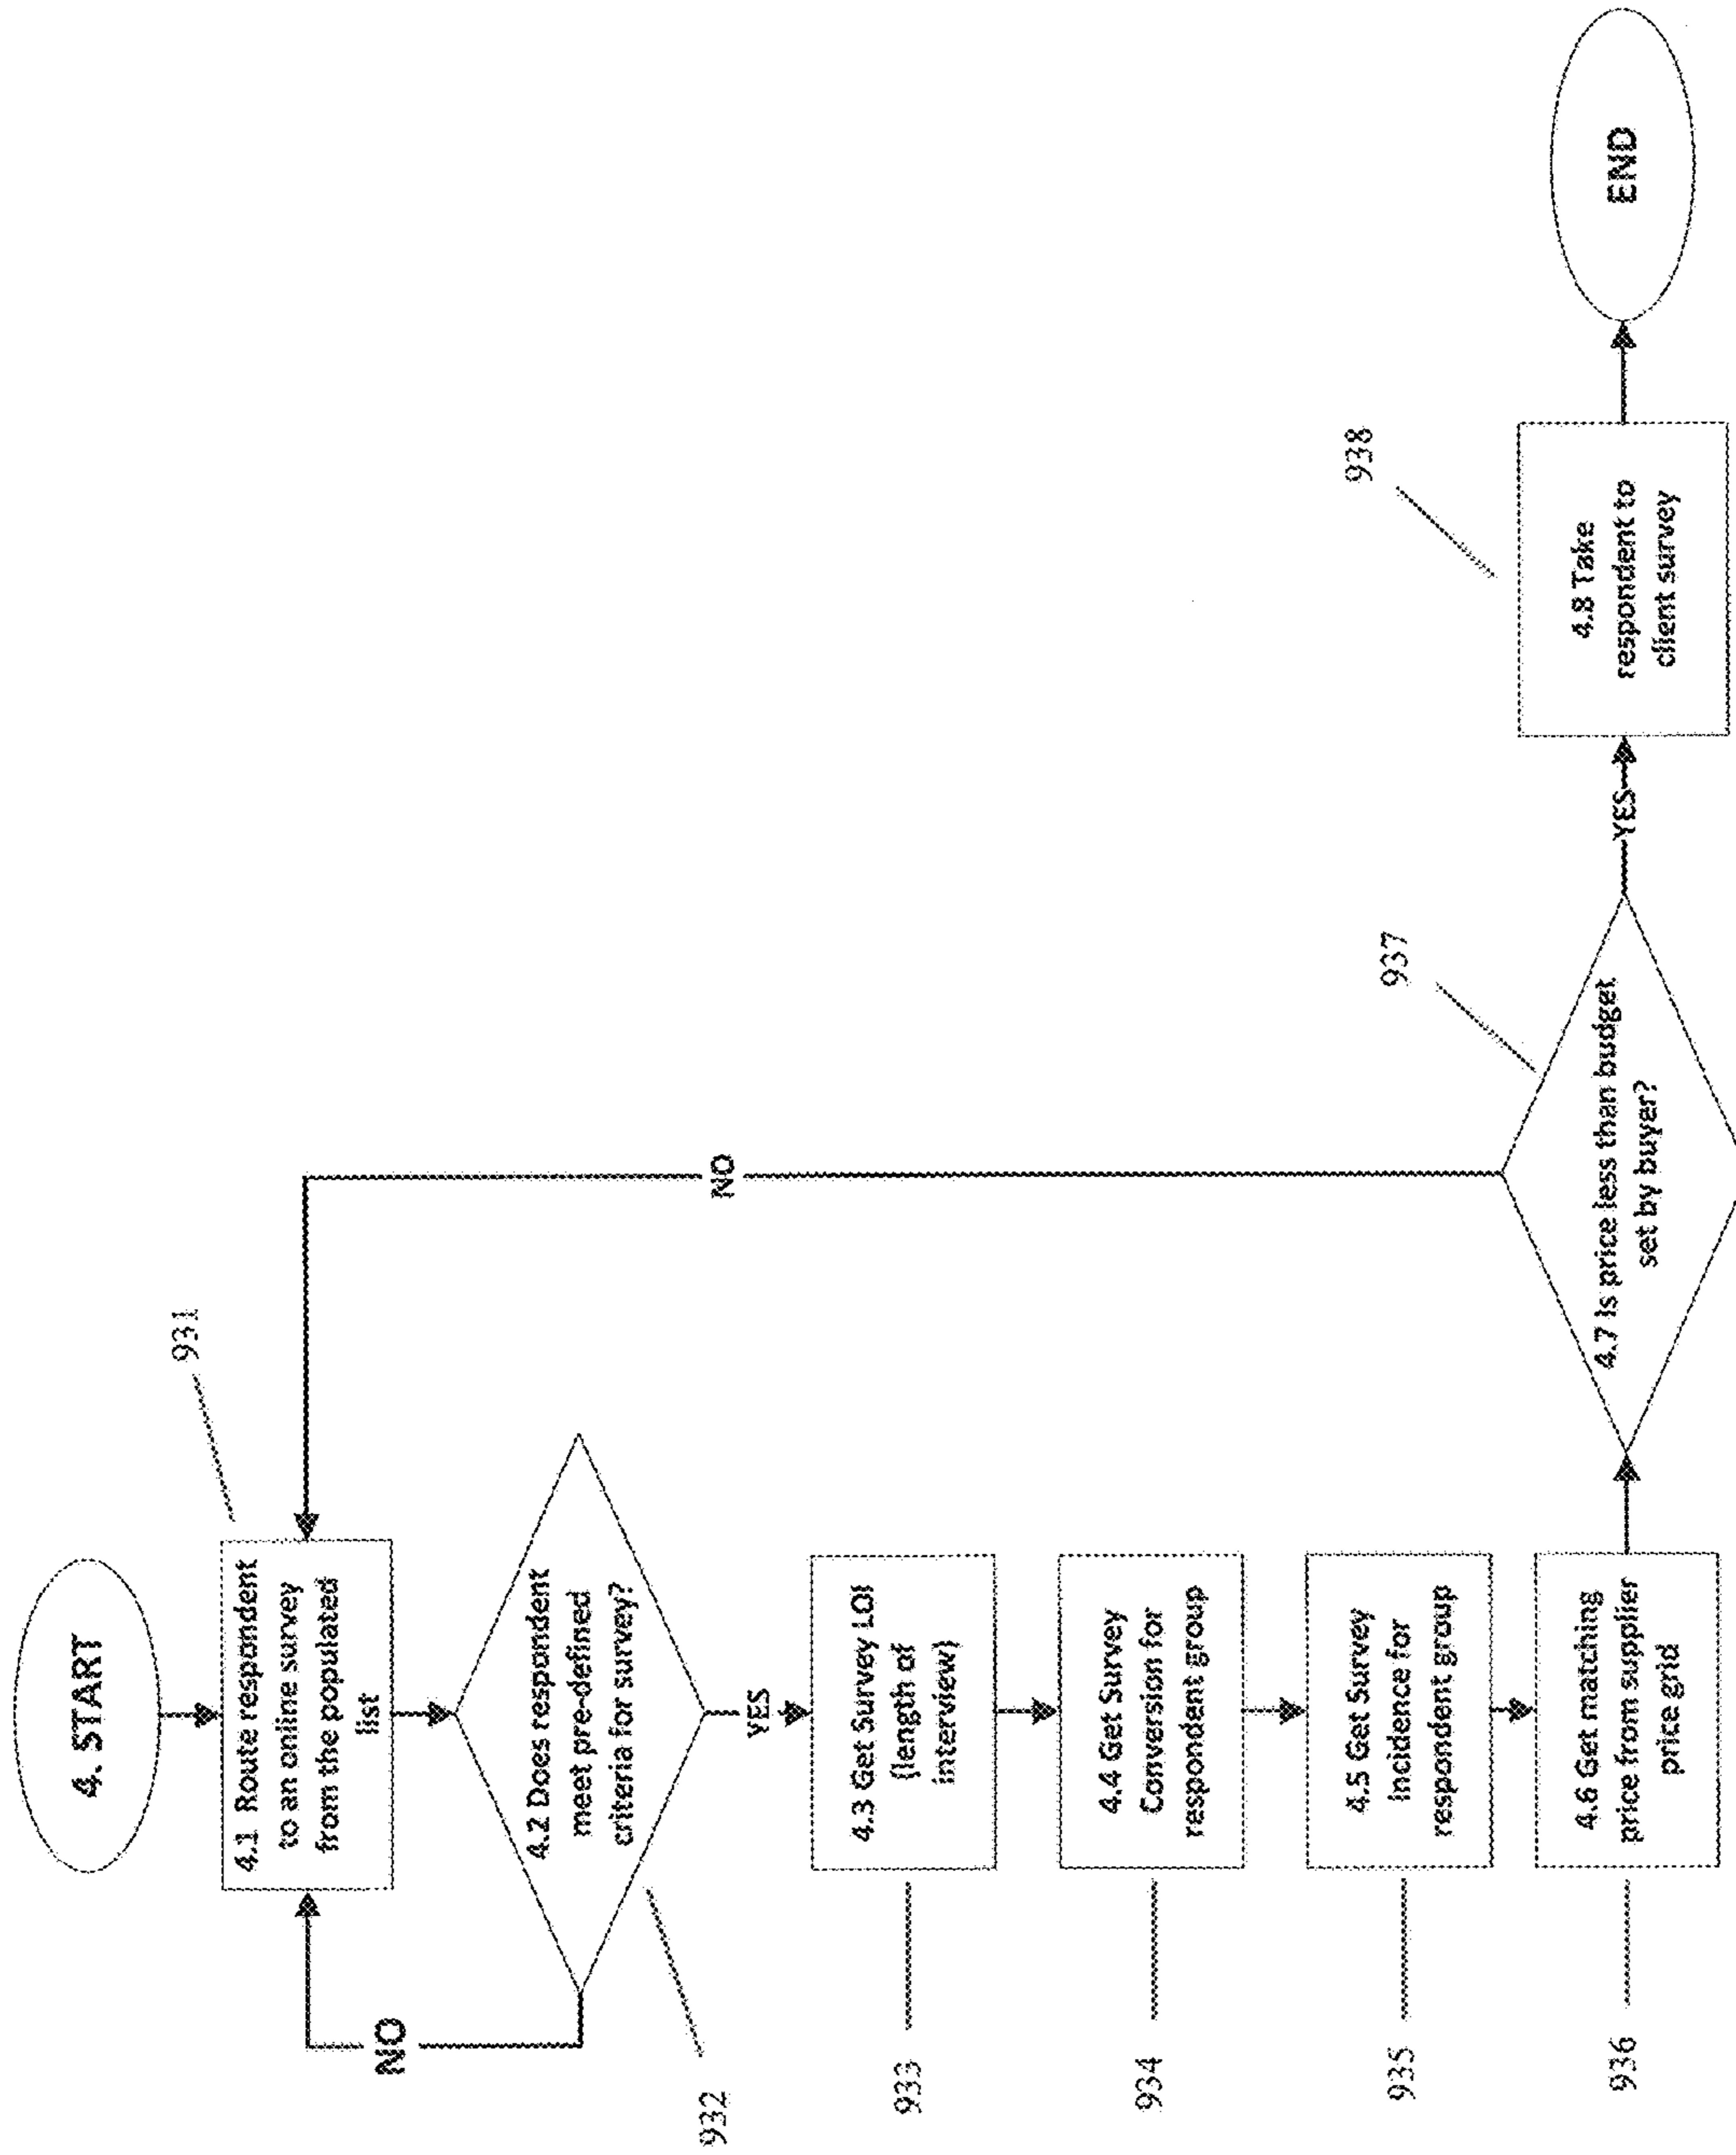 4. START
931
4.1 Route respondent
to an online survey
from the populated
list
NO
4.2 Does respondent
meet pre-defined
criteria for survey?
932
YES
933
4.3 Get Survey LOI
(length of
interview)
934
4.4 Get Survey
Conversion for
respondent group
935
4.5 Get Survey
Incidence for
respondent group
936
4.6 Get matching
price from supplier
price grid
NO
937
4.7 Is price less than budget
set by buyer?
YES
938
4.8 Take
respondent to
client survey
END